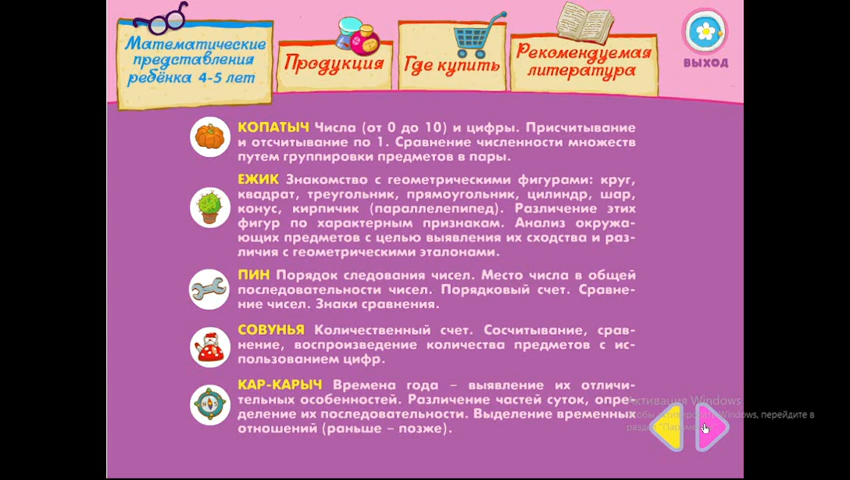 Математические
представления
ребёнка 4-5 лет
Продукция
Где купить
Рекомендуемая
литература
ВЫХОД
КОПАТЫЧ Числа (от 0 до 10) и цифры. Присчитывание
и отсчитывание по 1. Сравнение численности множеств
путем группировки предметов в пары.
ЕЖИК Знакомство с геометрическими фигурами: круг,
квадрат, треугольник, прямоугольник, цилиндр, шар,
конус, кирпичик (параллелепипед). Различение этих
фигур по характерным признакам. Анализ окружа-
ющих предметов с целью выявления их сходства и раз-
личия с геометрическими эталонами.
ПИН Порядок следования чисел. Место числа в общей
последовательности чисел. Порядковый счет. Сравне-
ние чисел. Знаки сравнения.
СОВУНЬЯ Количественный счет. Сосчитывание, срав-
нение, воспроизведение количества предметов с ис-
пользованием цифр.
КАР-КАРЫЧ Времена года – выявление их отличи-
тельных особенностей. Различение частей суток, опре-
деление их последовательности. Выделение временных
отношений (раньше – позже).
Активация Windows
Чтобы активировать Windows, перейдите в
раздел